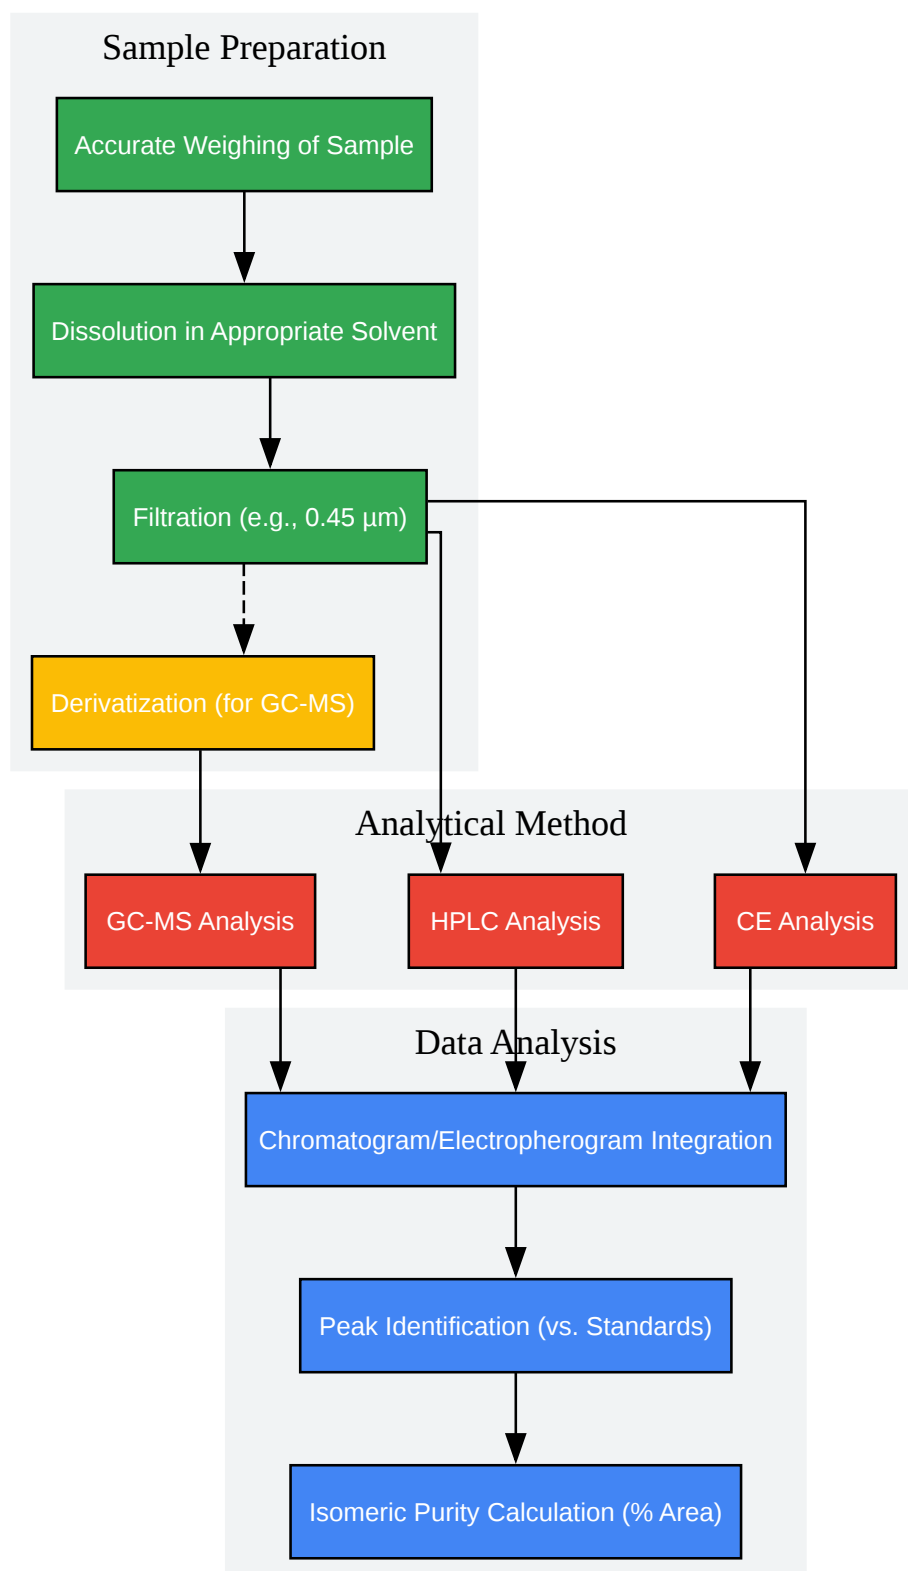 Sample Preparation
Accurate Weighing of Sample
Dissolution in Appropriate Solvent
Filtration (e.g., 0.45 µm)
Derivatization (for GC-MS)
Analytical Method
GC-MS Analysis
HPLC Analysis
CE Analysis
Data Analysis
Chromatogram/Electropherogram Integration
Peak Identification (vs. Standards)
Isomeric Purity Calculation (% Area)